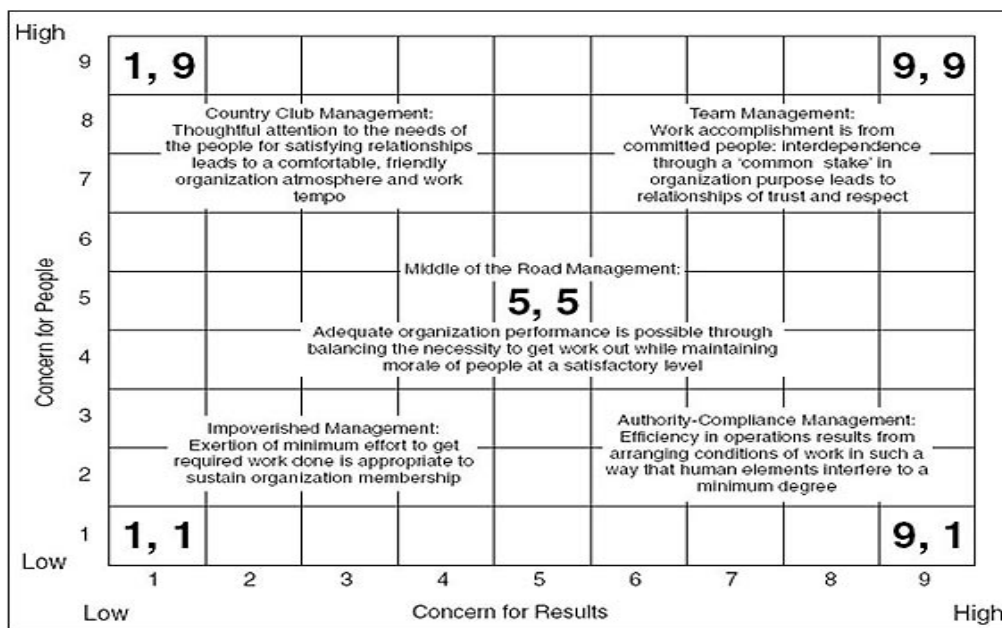 High
9
1, 9
9, 9
8
Country Club Management:
Thoughtful attention to the needs of
the people for satisfying relationships
leads to a comfortable, friendly
organization atmosphere and work
tempo
Team Management:
Work accomplishment is from
committed people: interdependence
through a 'common stake' in
organization purpose leads to
relationships of trust and respect
7
6
Concern for People
Middle of the Road Management:
5
5, 5
Adequate organization performance is possible through
balancing the necessity to get work out while maintaining
morale of people at a satisfactory level
4
3
Impoverished Management:
Exertion of minimum effort to get
required work done is appropriate to
sustain organization membership
Authority-Compliance Management:
Efficiency in operations results from
arranging conditions of work in such a
way that human elements interfere to a
minimum degree
2
1
1, 1
9, 1
Low
1 2 3 4 5 6 7 8 9
Low Concern for Results High